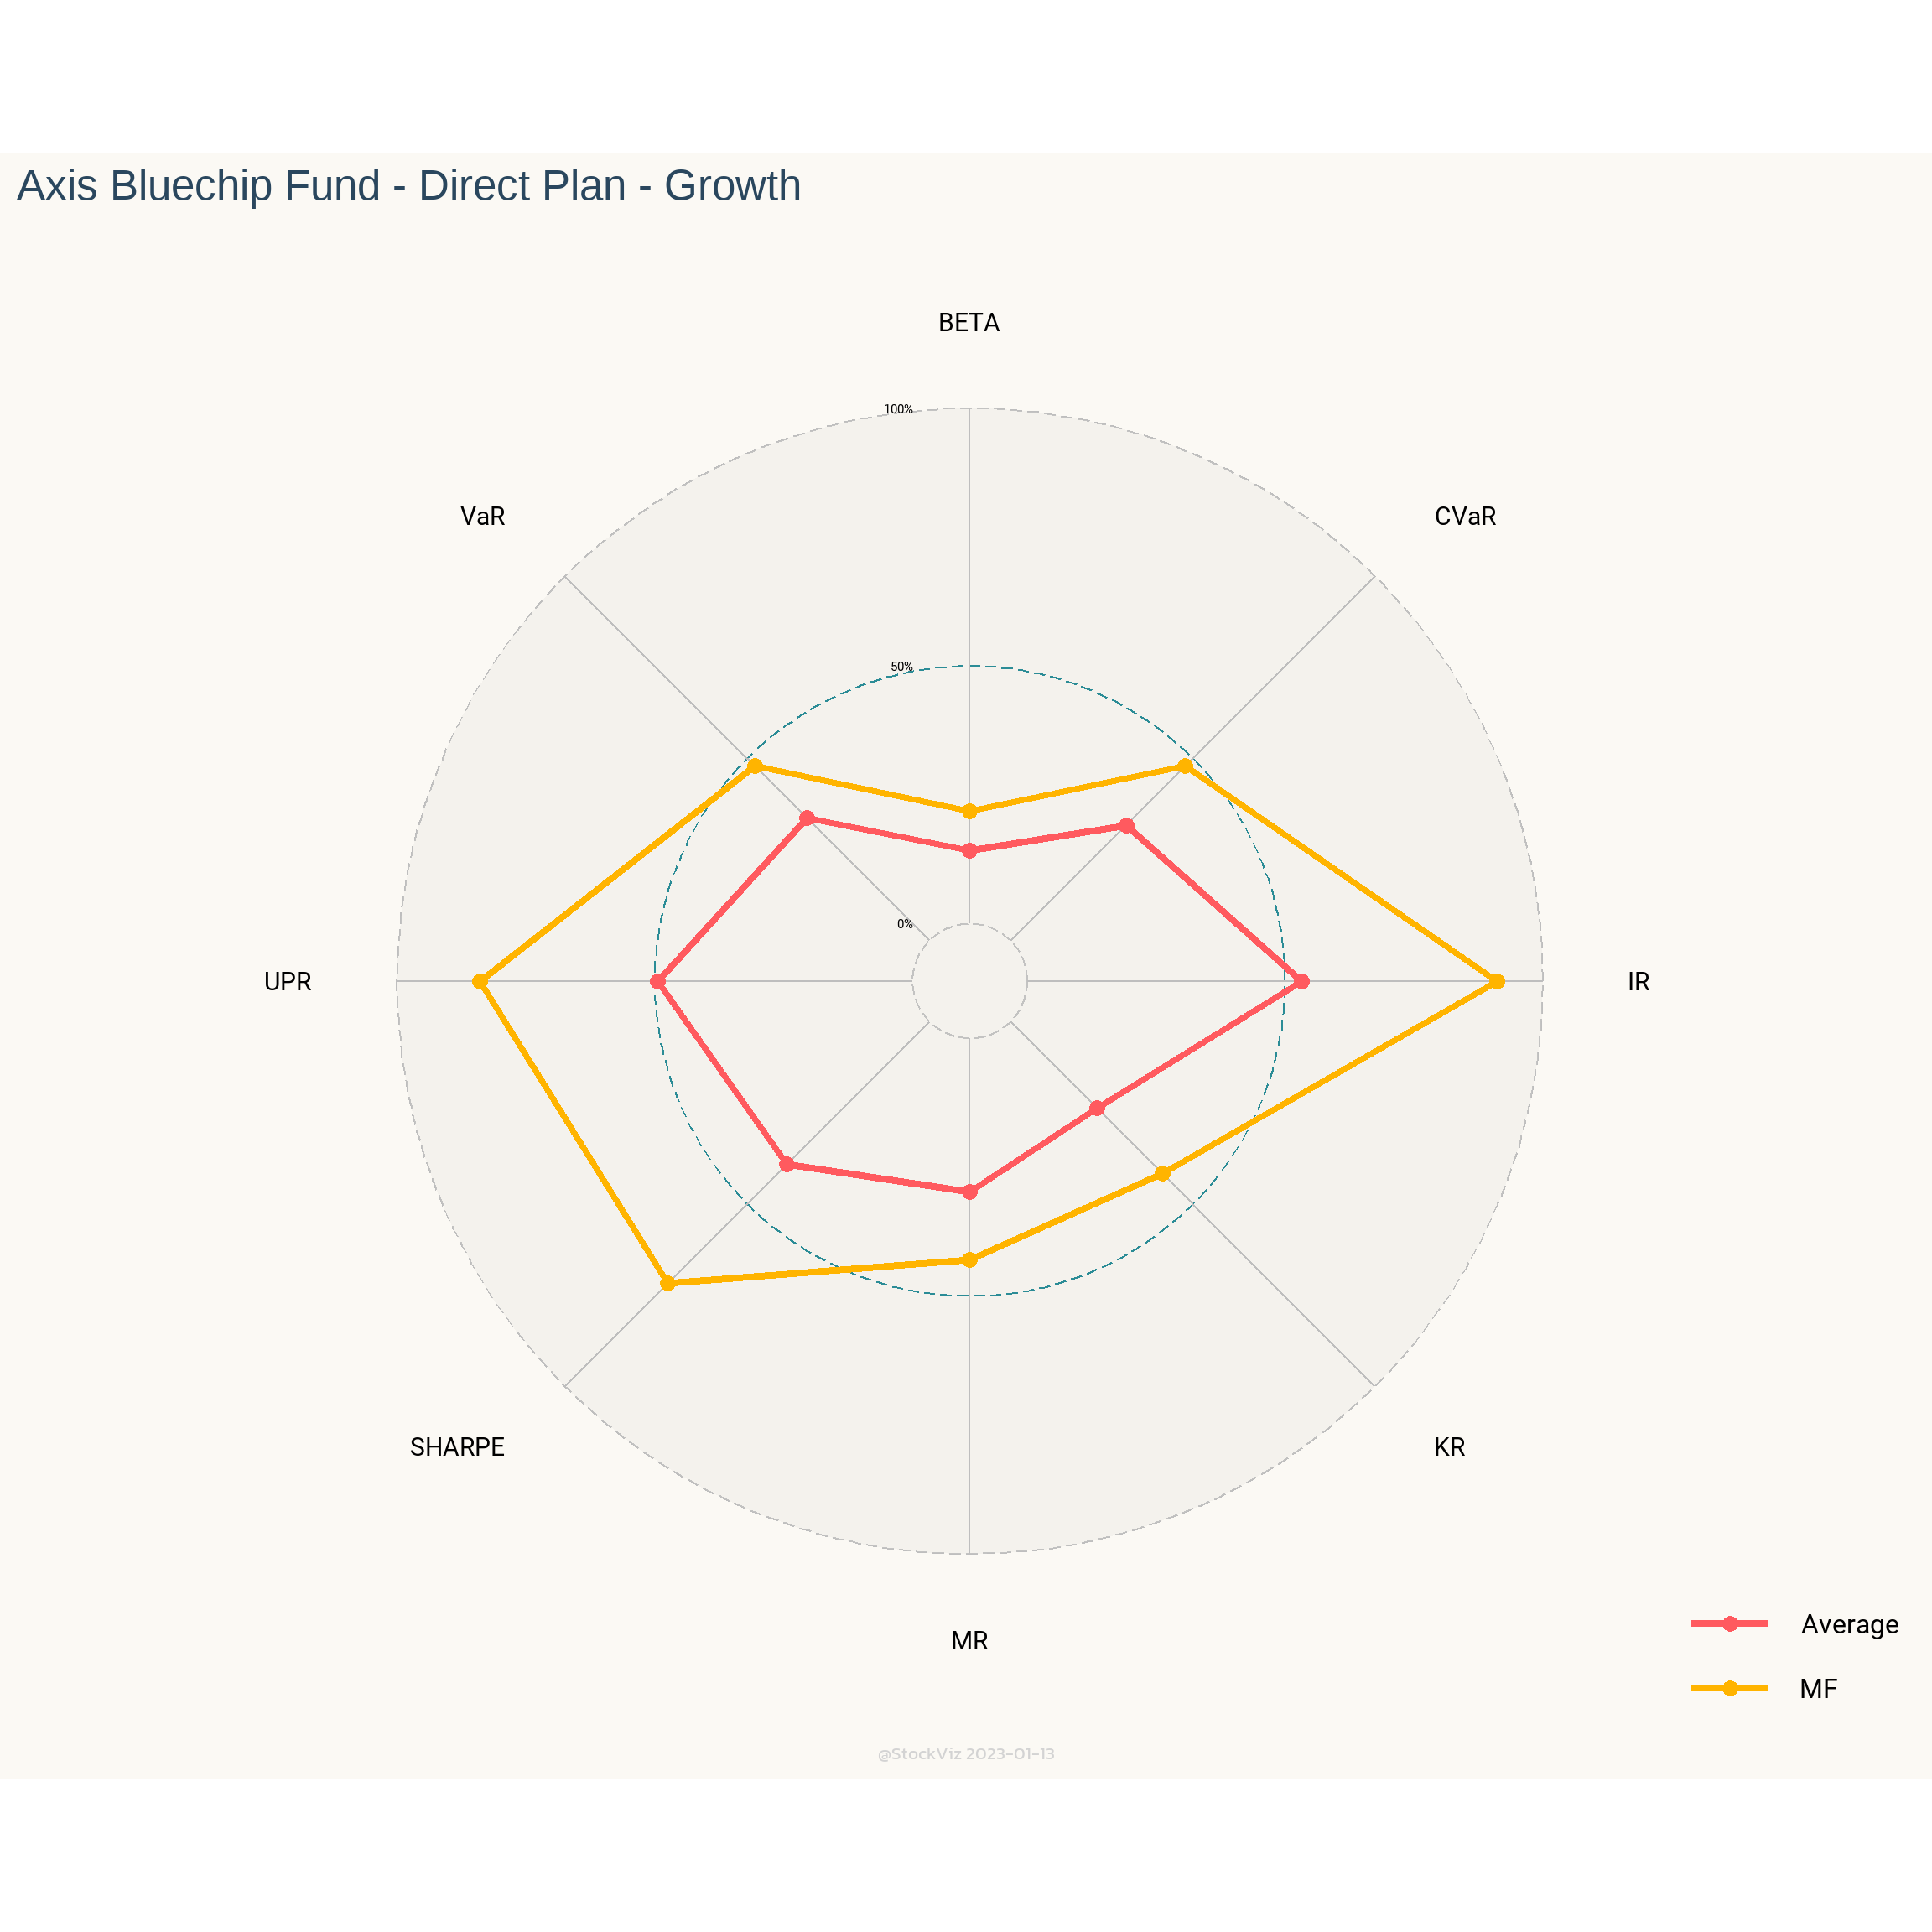 Axis Bluechip Fund - Direct Plan - Growth
BETA
100%
VaR
CVaR
50%
0%
UPR
IR
SHARPE
KR
MR
Average
MF
@StockViz 2023-01-13